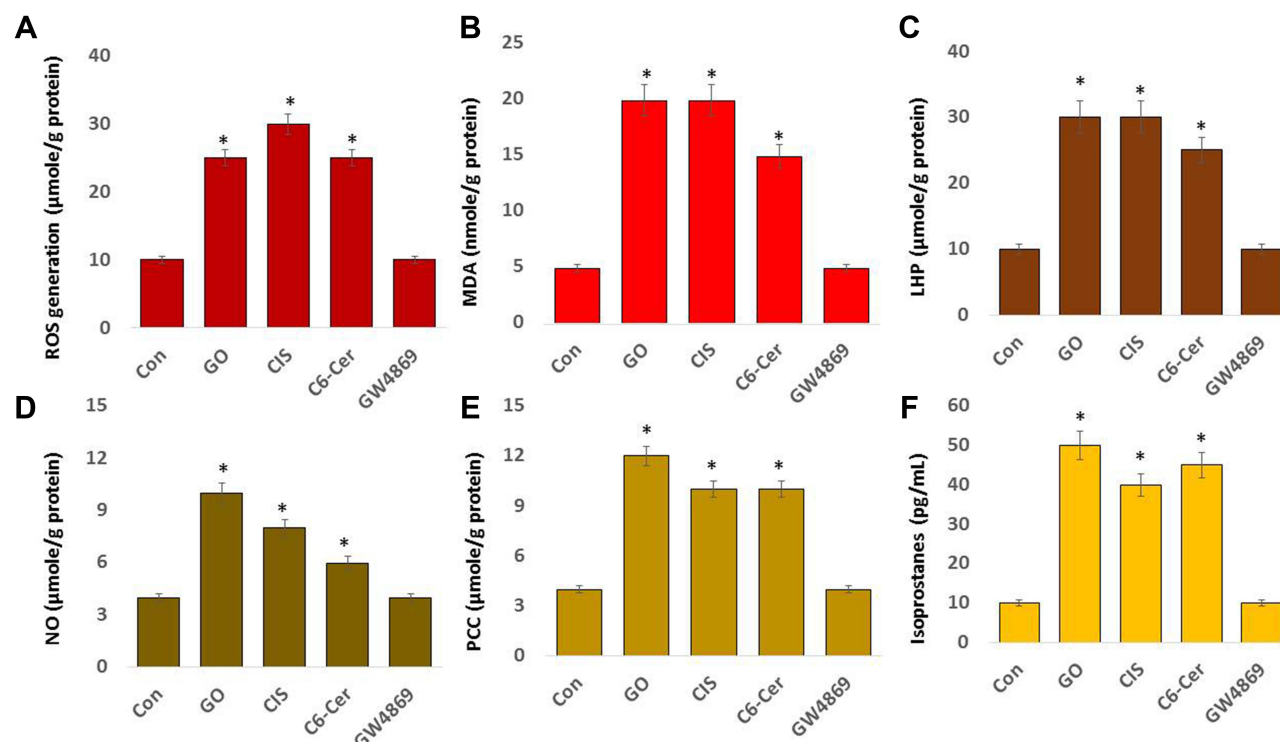 A
ROS generation (µmole/g protein)
40
*
30
*
*
20
10
0
Con
GO
CIS
C6-Cer
GW4869
B
MDA (nmole/g protein)
25
*
*
20
*
15
10
5
0
Con
GO
CIS
C6-Cer
GW4869
C
LHP (µmole/g protein)
40
*
*
*
30
20
10
0
Con
GO
CIS
C6-Cer
GW4869
D
NO (µmole/g protein)
15
12
*
*
9
*
6
3
0
Con
GO
CIS
C6-Cer
GW4869
E
PCC (µmole/g protein)
15
*
12
*
*
9
6
3
0
Con
GO
CIS
C6-Cer
GW4869
F
Isoprostanes (pg/mL)
60
*
50
*
*
40
30
20
10
0
Con
GO
CIS
C6-Cer
GW4869